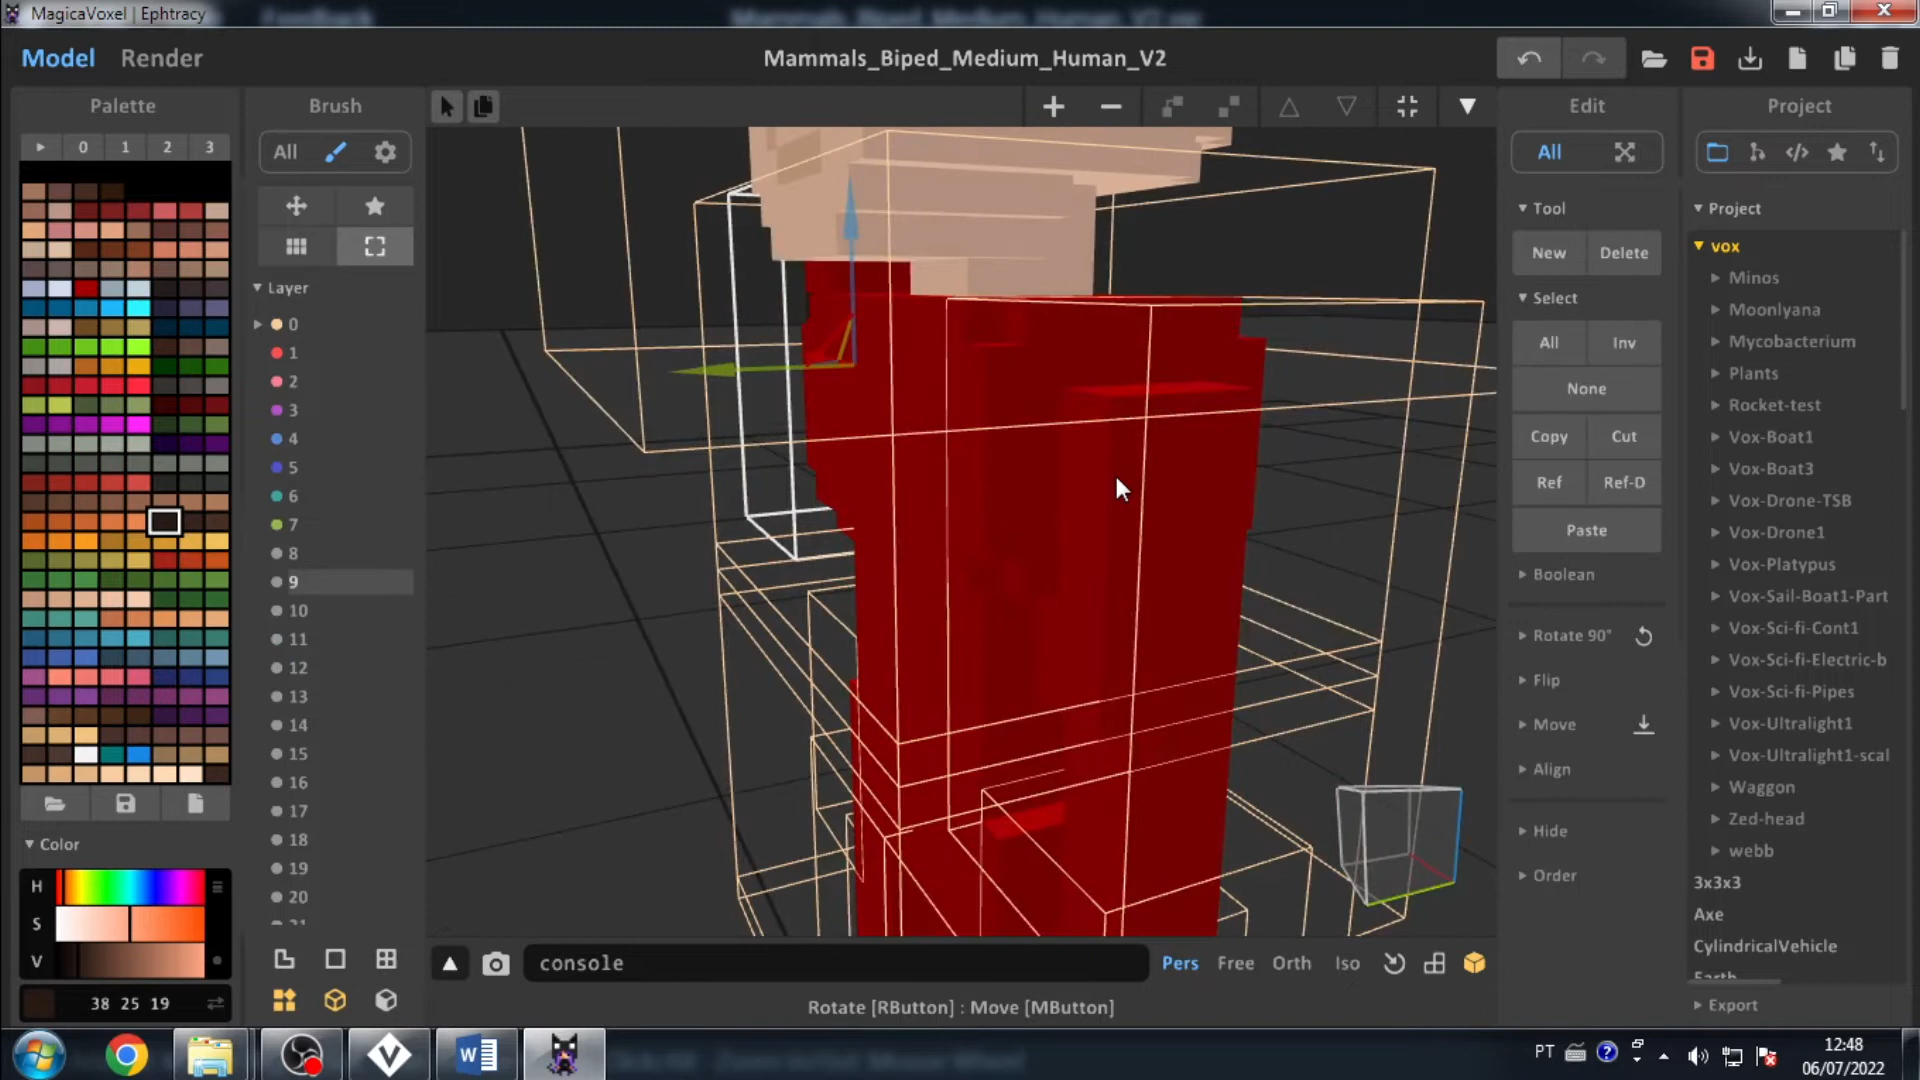 MagicaVoxel | Ephtracy
Model
Render
Mammals_Biped_Medium_Human_V2
Palette
Brush
Edit
Project
0
1
2
3
All
All
Tool
New
Delete
Select
All
Inv
None
Copy
Cut
Ref
Ref-D
Paste
Boolean
Rotate 90°
Flip
Move
Align
Hide
Order
Layer
0
1
2
3
4
5
6
7
8
9
10
11
12
13
14
15
16
17
18
19
20
21
Project
vox
Minos
Moonlyana
Mycobacterium
Plants
Rocket-test
Vox-Boat1
Vox-Boat3
Vox-Drone-TSB
Vox-Drone1
Vox-Platypus
Vox-Sail-Boat1-Part
Vox-Sci-fi-Cont1
Vox-Sci-fi-Electric-b
Vox-Sci-fi-Pipes
Vox-Ultralight1
Vox-Ultralight1-scal
Waggon
Zed-head
webb
3x3x3
Axe
CylindricalVehicle
Earth
Export
Color
H
S
V
38 25 19
console
Pers
Free
Orth
Iso
Rotate [RButton] : Move [MButton]
PT
12:48
06/07/2022